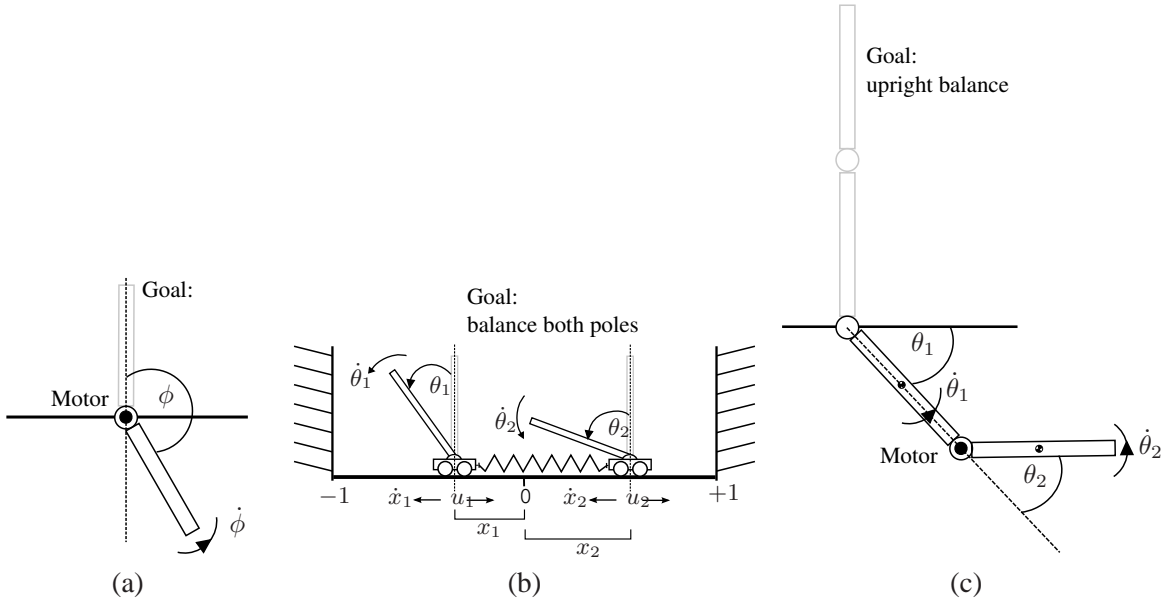 Goal:
Motor
ϕ
ϕ̇
(a)
Goal:
balance both poles
θ̇₁
θ₁
θ̇₂
θ₂
−1
ẋ₁
u₁
0
ẋ₂
u₂
+1
x₁
x₂
(b)
Goal:
upright balance
θ₁
θ̇₁
Motor
θ₂
θ̇₂
(c)